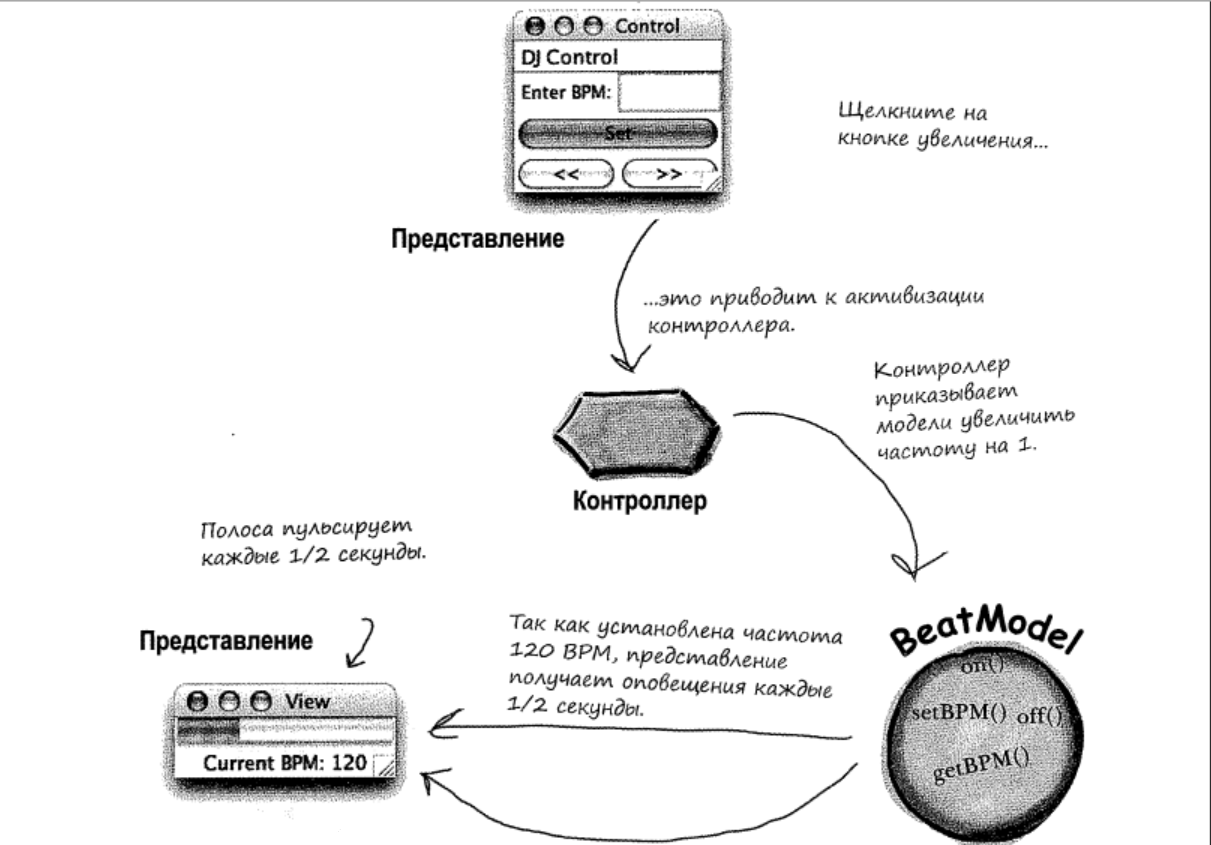 Control
DJ Control
Enter BPM:
Set
<< >>
Щелкните на
кнопке увеличения...
Представление
...это приводит к активизации
контроллера.
Контроллер
приказывает
модели увеличить
частоту на 1.
Контроллер
Полоса пульсирует
каждые 1/2 секунды.
Представление
View
Current BPM: 120
Так как установлена частота
120 BPM, представление
получает оповещения каждые
1/2 секунды.
BeatModel
on()
setBPM() off()
getBPM()